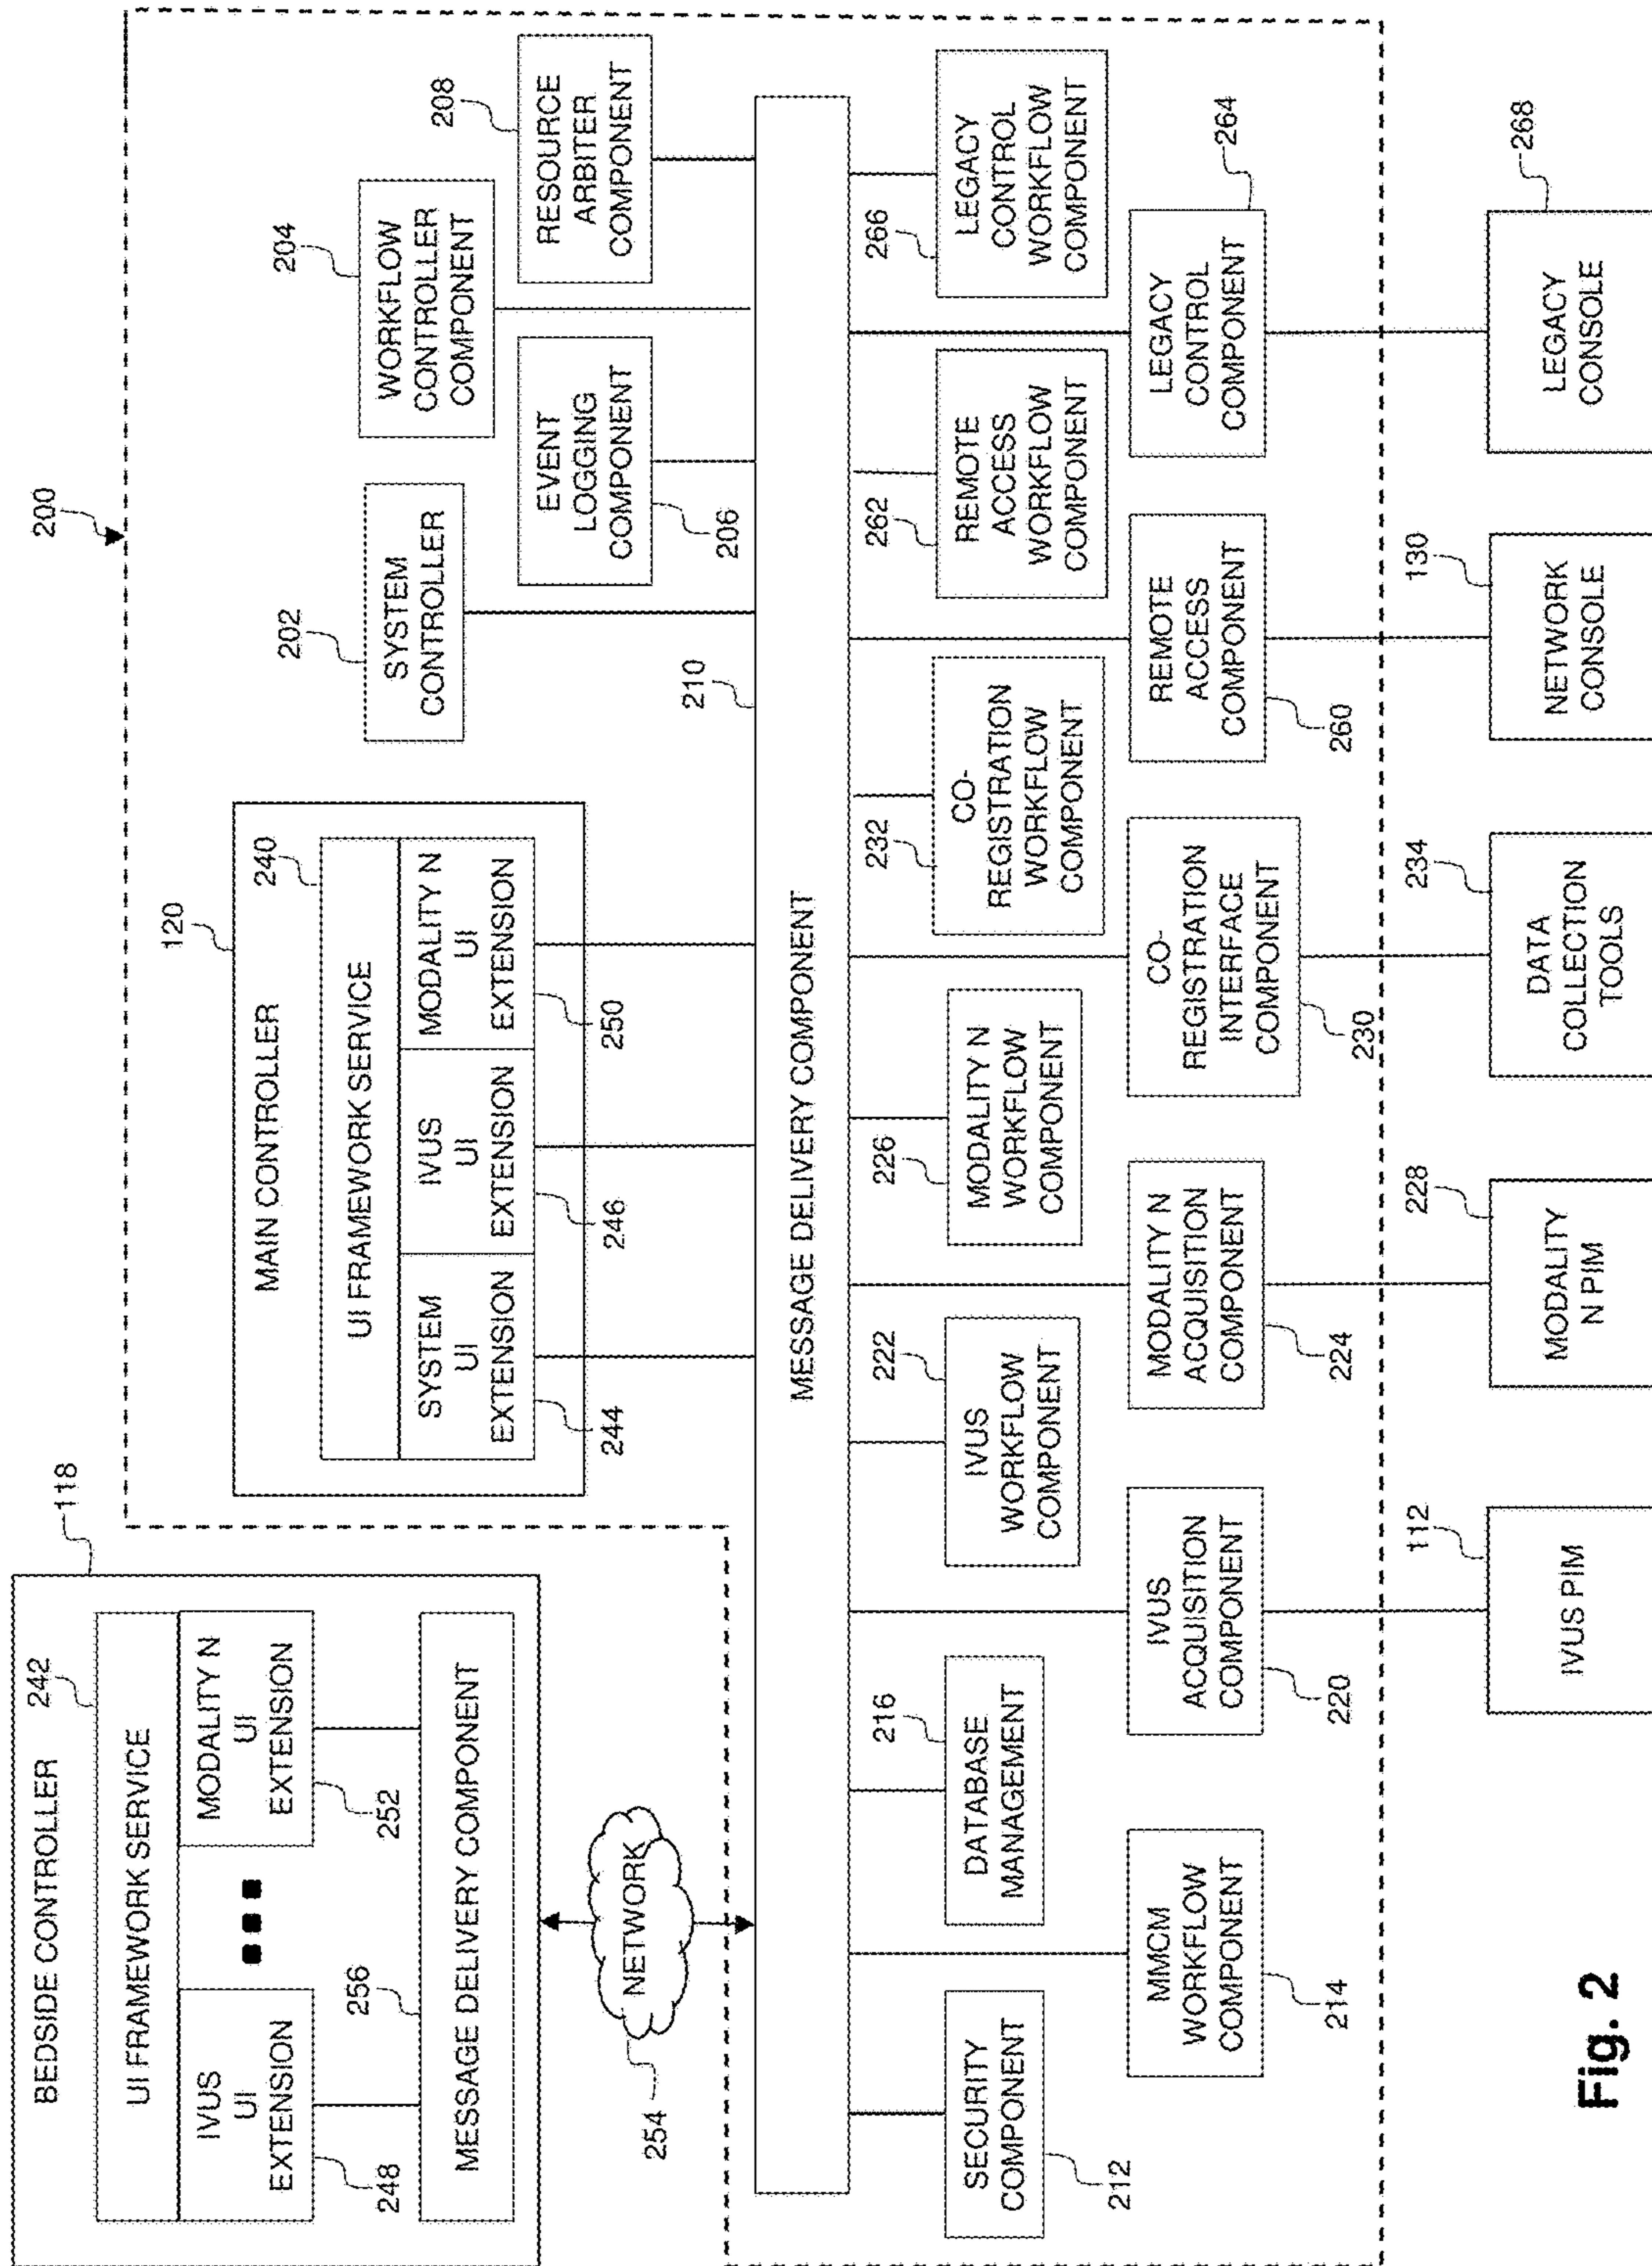 BEDSIDE CONTROLLER
118
242
UI FRAMEWORK SERVICE
IVUS
UI
EXTENSION
248
MODALITY N
UI
EXTENSION
252
256
MESSAGE DELIVERY COMPONENT
NETWORK
254
200
120
MAIN CONTROLLER
240
UI FRAMEWORK SERVICE
SYSTEM
UI
EXTENSION
244
IVUS
UI
EXTENSION
246
MODALITY N
UI
EXTENSION
250
202
SYSTEM
CONTROLLER
204
WORKFLOW
CONTROLLER
COMPONENT
EVENT
LOGGING
COMPONENT
206
208
RESOURCE
ARBITER
COMPONENT
210
MESSAGE DELIVERY COMPONENT
SECURITY
COMPONENT
212
MMCM
WORKFLOW
COMPONENT
214
216
DATABASE
MANAGEMENT
IVUS
ACQUISITION
COMPONENT
220
222
IVUS
WORKFLOW
COMPONENT
MODALITY N
ACQUISITION
COMPONENT
224
226
MODALITY N
WORKFLOW
COMPONENT
CO-
REGISTRATION
INTERFACE
COMPONENT
230
232
CO-
REGISTRATION
WORKFLOW
COMPONENT
REMOTE
ACCESS
COMPONENT
260
262
REMOTE
ACCESS
WORKFLOW
COMPONENT
LEGACY
CONTROL
COMPONENT
264
266
LEGACY
CONTROL
WORKFLOW
COMPONENT
112
IVUS PIM
228
MODALITY
N PIM
234
DATA
COLLECTION
TOOLS
130
NETWORK
CONSOLE
268
LEGACY
CONSOLE
Fig. 2